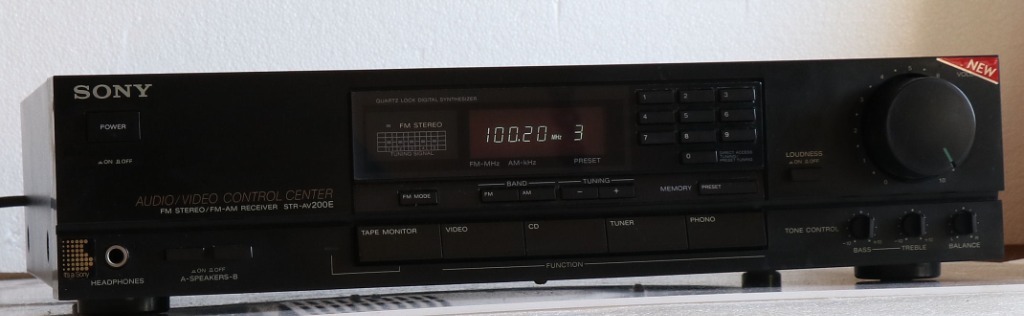 SONY
NEW
QUARTZ LOCK DIGITAL SYNTHESIZER
POWER
FM STEREO
TUNING SIGNAL
100.20 MHz 3
FM-MHz AM-kHz PRESET
1 2 3
4 5 6
7 8 9
0
DIRECT ACCESS
ON OFF
LOUDNESS
ON OFF
AUDIO/VIDEO CONTROL CENTER
FM STEREO/FM-AM RECEIVER STR-AV200E
FM MODE
BAND
FM AM
TUNING
− +
MEMORY
PRESET
TAPE MONITOR
VIDEO
CD
TUNER
PHONO
FUNCTION
HEADPHONES
ON OFF
A-SPEAKERS-B
TONE CONTROL
BASS
TREBLE
BALANCE